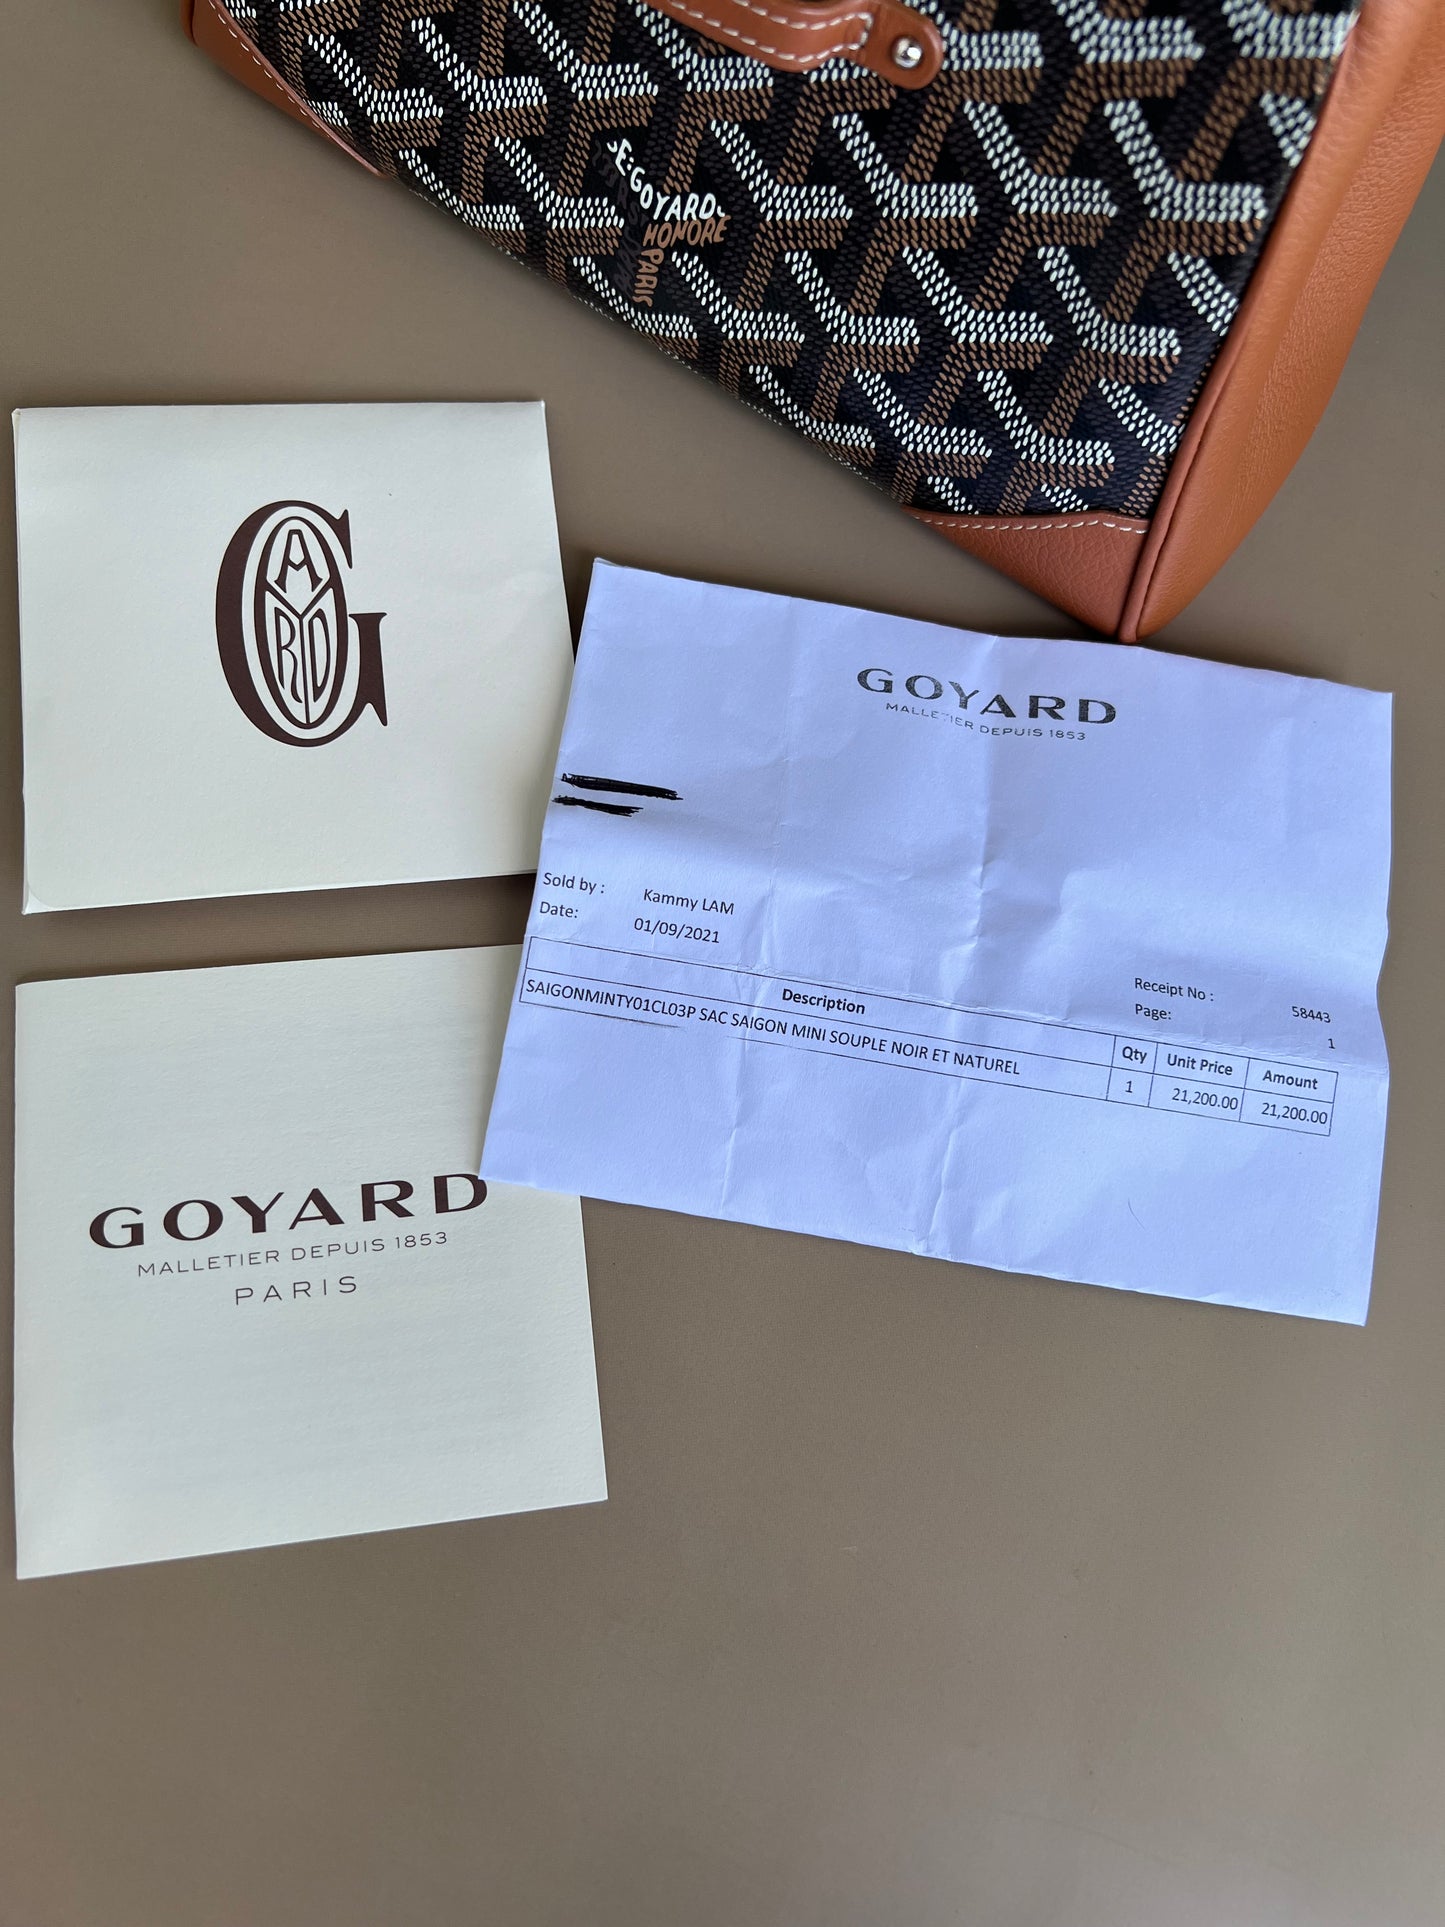 E.GOYARD
HONORE
PARIS
GOYARD
GOYARD
MALLETIER DEPUIS 1853
Sold by :
Kammy LAM
Date:
01/09/2021
Receipt No :
58443
Page:
1
Description
Qty
Unit Price
Amount
SAIGONMINTY01CL03P SAC SAIGON MINI SOUPLE NOIR ET NATUREL
1
21,200.00
21,200.00
GOYARD
MALLETIER DEPUIS 1853
PARIS